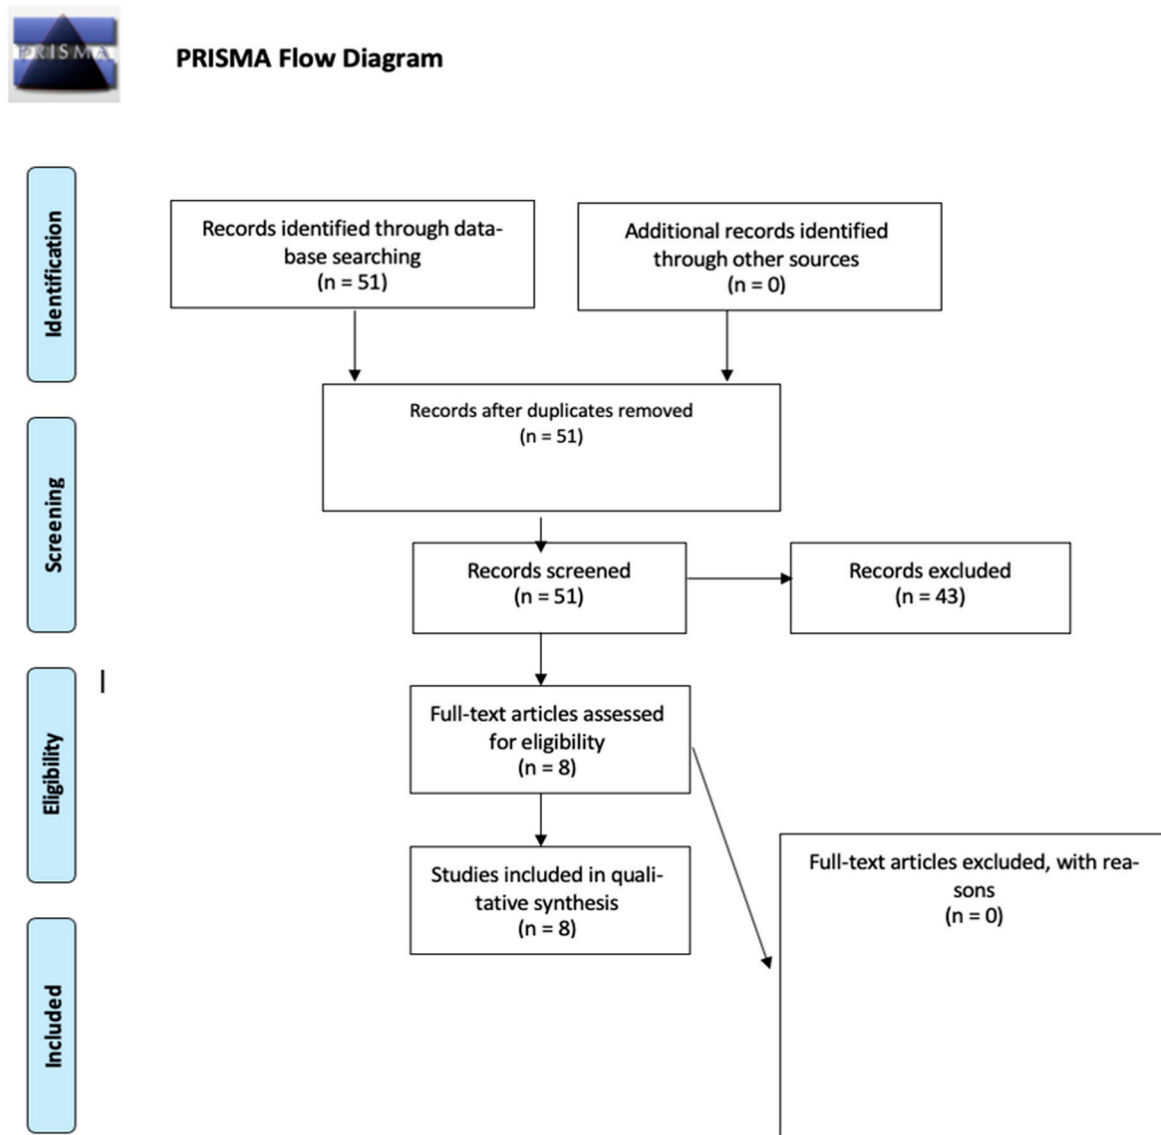 PRISMA
PRISMA Flow Diagram
Identification
Records identified through data-
base searching
(n = 51)
Additional records identified
through other sources
(n = 0)
Records after duplicates removed
(n = 51)
Screening
Records screened
(n = 51)
Records excluded
(n = 43)
Eligibility
Full-text articles assessed
for eligibility
(n = 8)
Studies included in quali-
tative synthesis
(n = 8)
Full-text articles excluded, with rea-
sons
(n = 0)
Included